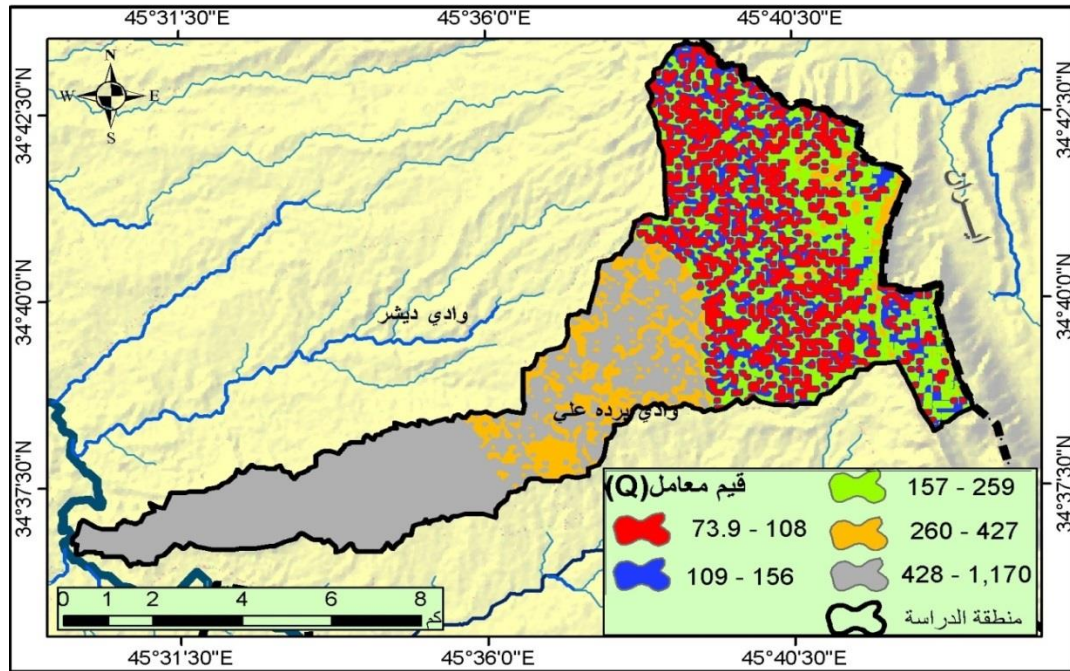 45°31'30"E 45°36'0"E 45°40'30"E
N
W E
S
34°42'30"N 34°42'30"N
ايران
34°40'0"N 34°40'0"N
وادي ديشر
وادي برده علي
34°37'30"N 34°37'30"N
قيم معامل(Q)
73.9 - 108
109 - 156
157 - 259
260 - 427
428 - 1,170
منطقة الدراسة
0 1 2 4 6 8
كم
45°31'30"E 45°36'0"E 45°40'30"E